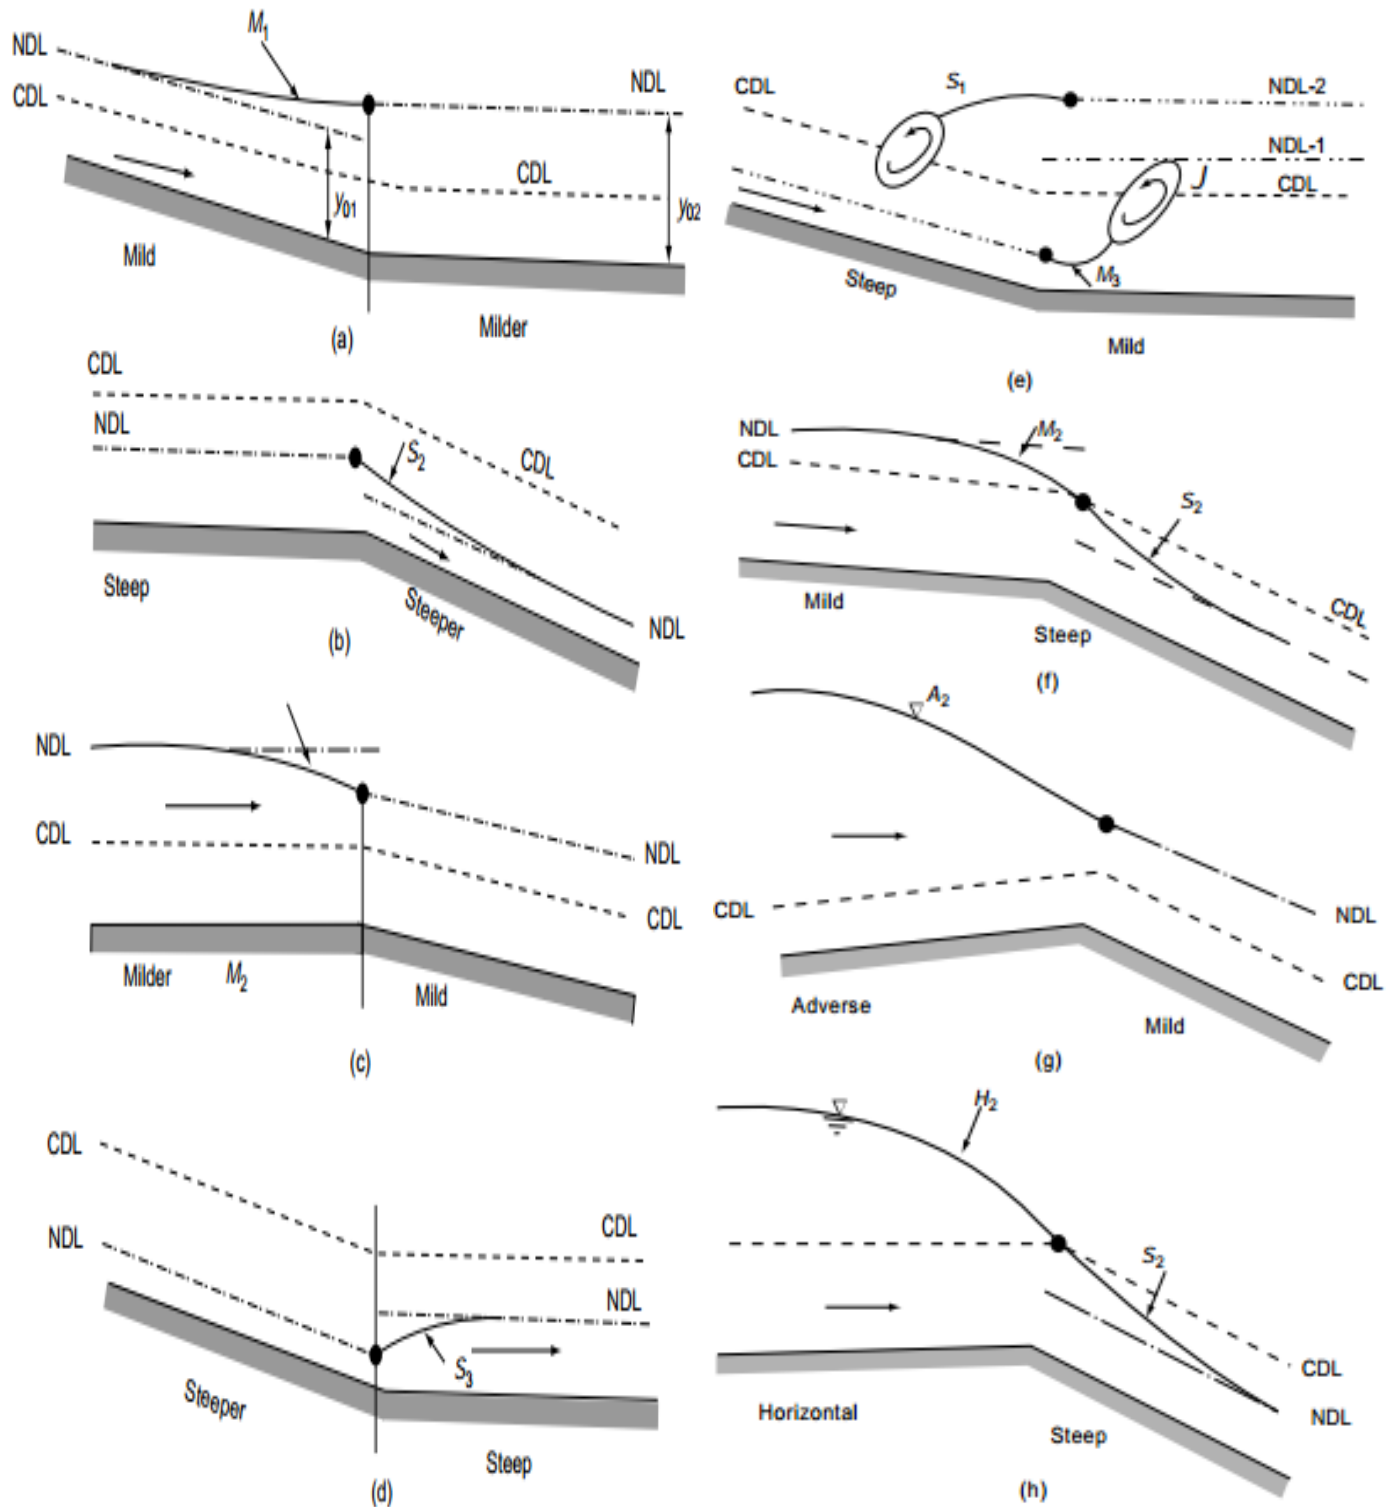 M₁
NDL
CDL
NDL
CDL
y₀₁
y₀₂
Mild
Milder
(a)
CDL
NDL
S₂
CDL
Steep
Steeper
NDL
(b)
NDL
CDL
NDL
CDL
Milder
M₂
Mild
(c)
CDL
NDL
CDL
NDL
S₃
Steeper
Steep
(d)
CDL
S₁
NDL-2
NDL-1
J
CDL
M₃
Steep
Mild
(e)
NDL
CDL
M₂
S₂
CDL
Mild
Steep
(f)
A₂
CDL
NDL
CDL
Adverse
Mild
(g)
H₂
S₂
CDL
NDL
Horizontal
Steep
(h)